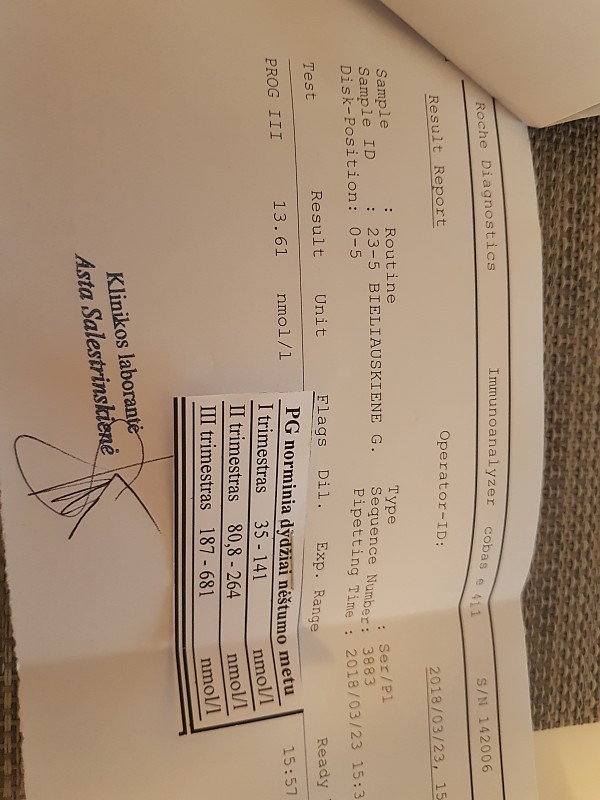 Roche Diagnostics Immunoanalyzer cobas e 411 S/N 142006
Result Report Operator-ID: 2018/03/23, 15
Sample : Routine Type : Ser/Pl
Sample ID : 23-5 BIELIAUSKIENE G. Sequence Number: 3883
Disk-Position: 0-5 Pipetting Time : 2018/03/23 15:3
Test Result Unit Flags Dil. Exp. Range Ready
PROG III 13.61 nmol/l 15:57
PG norminia dydžiai nėštumo metu
I trimestras 35 - 141 nmol/l
II trimestras 80,8 - 264 nmol/l
III trimestras 187 - 681 nmol/l
Klinikos laborantė
Asta Salestrinskienė